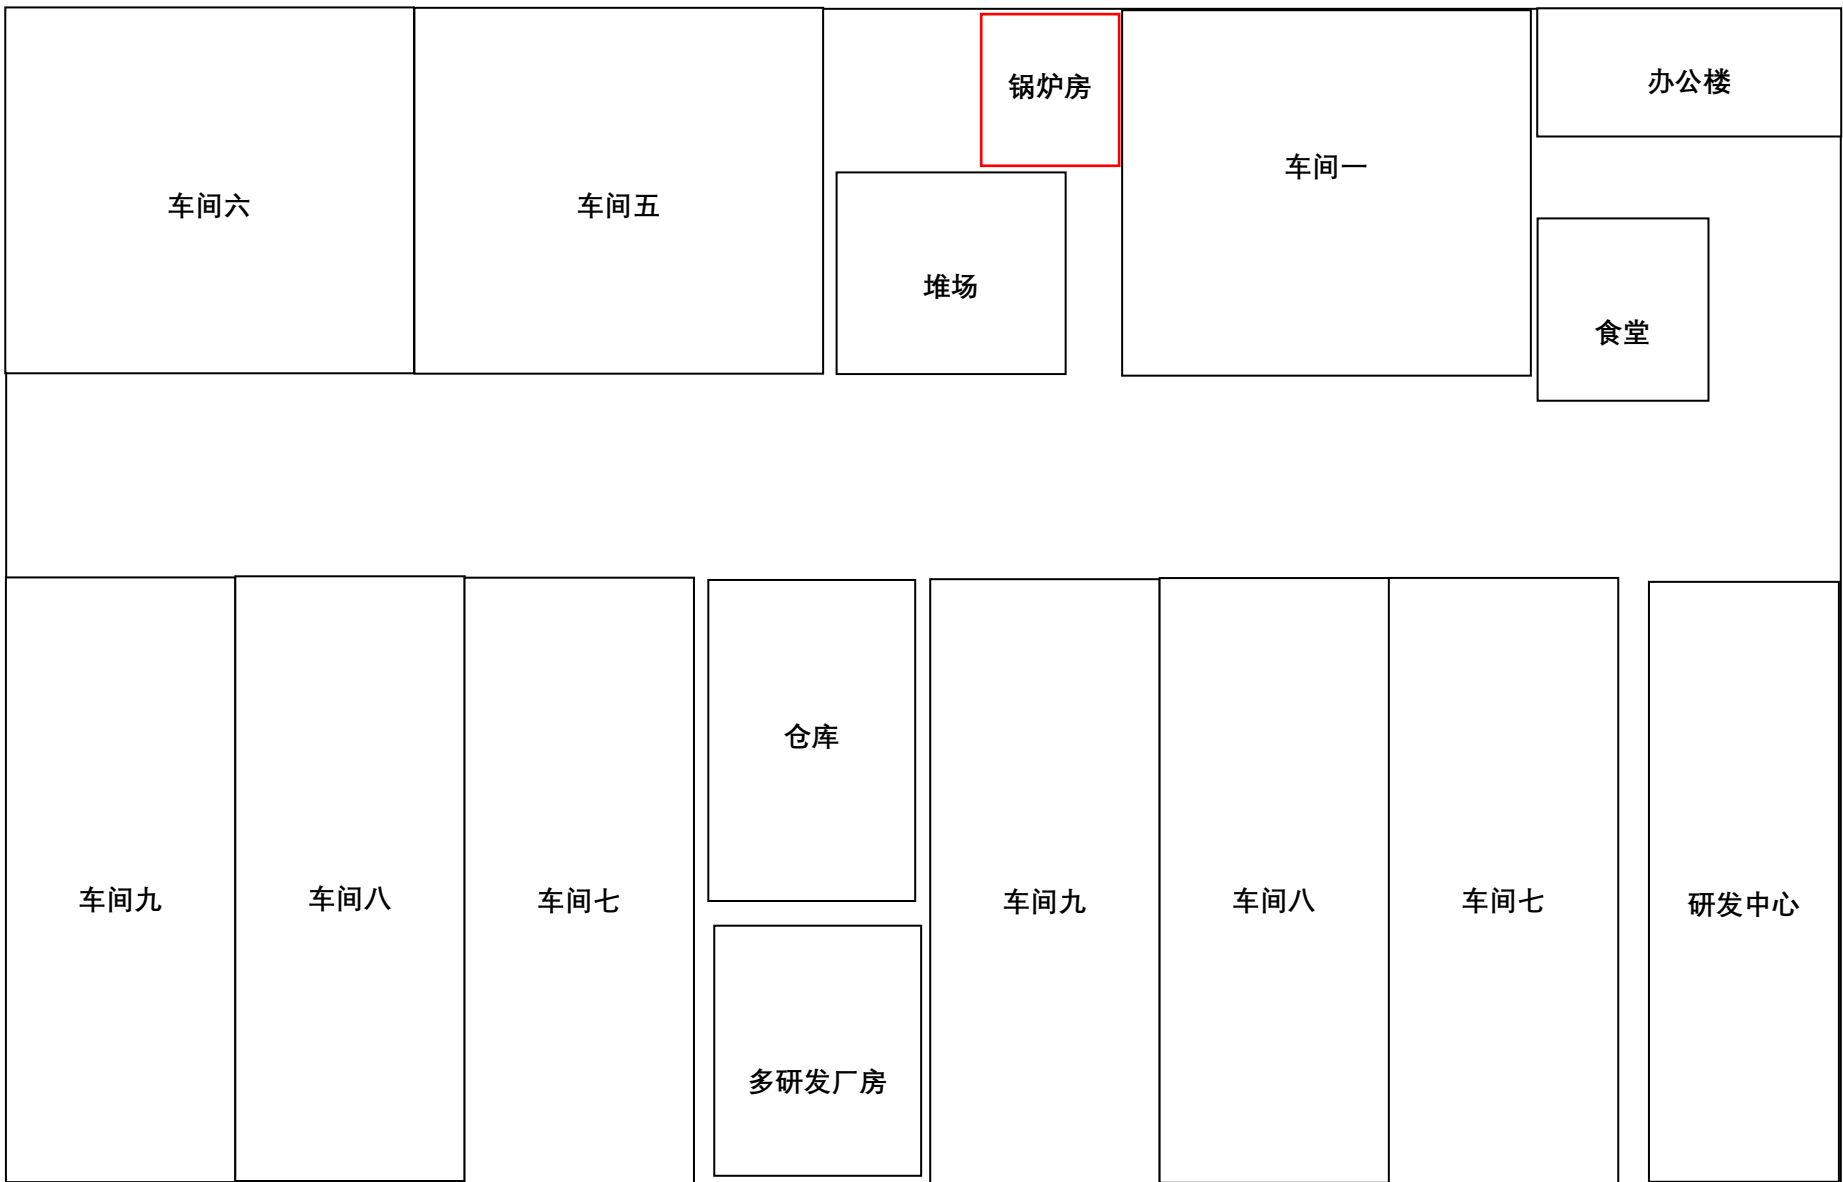 锅炉房
办公楼
车间一
车间六
车间五
堆场
食堂
仓库
车间九
车间八
车间七
车间九
车间八
车间七
研发中心
多研发厂房